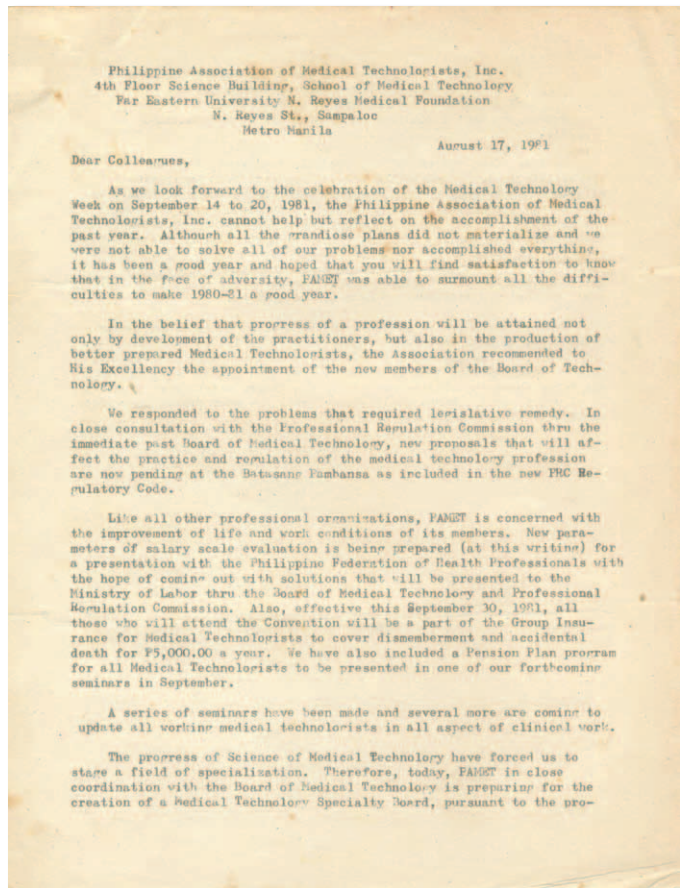 Philippine Association of Medical Technologists, Inc.
4th Floor Science Building, School of Medical Technology
Far Eastern University N. Reyes Medical Foundation
N. Reyes St., Sampaloc
Metro Manila
August 17, 1981
Dear Colleagues,
As we look forward to the celebration of the Medical Technology
Week on September 14 to 20, 1981, the Philippine Association of Medical
Technologists, Inc. cannot help but reflect on the accomplishment of the
past year. Although all the grandiose plans did not materialize and we
were not able to solve all of our problems nor accomplished everything,
it has been a good year and hoped that you will find satisfaction to know
that in the face of adversity, PAMET was able to surmount all the diffi-
culties to make 1980-81 a good year.
In the belief that progress of a profession will be attained not
only by development of the practitioners, but also in the production of
better prepared Medical Technologists, the Association recommended to
His Excellency the appointment of the new members of the Board of Tech-
nology.
We responded to the problems that required legislative remedy. In
close consultation with the Professional Regulation Commission thru the
immediate past Board of Medical Technology, new proposals that will af-
fect the practice and regulation of the medical technology profession
are now pending at the Batasang Pambansa as included in the new PRC Re-
gulatory Code.
Like all other professional organizations, PAMET is concerned with
the improvement of life and work conditions of its members. New para-
meters of salary scale evaluation is being prepared (at this writing) for
a presentation with the Philippine Federation of Health Professionals with
the hope of coming out with solutions that will be presented to the
Ministry of Labor thru the Board of Medical Technology and Professional
Regulation Commission. Also, effective this September 30, 1981, all
those who will attend the Convention will be a part of the Group Insu-
rance for Medical Technologists to cover dismemberment and accidental
death for ₱5,000.00 a year. We have also included a Pension Plan program
for all Medical Technologists to be presented in one of our forthcoming
seminars in September.
A series of seminars have been made and several more are coming to
update all working medical technologists in all aspect of clinical work.
The progress of Science of Medical Technology have forced us to
stage a field of specialization. Therefore, today, PAMET in close
coordination with the Board of Medical Technology is preparing for the
creation of a Medical Technology Specialty Board, pursuant to the pro-